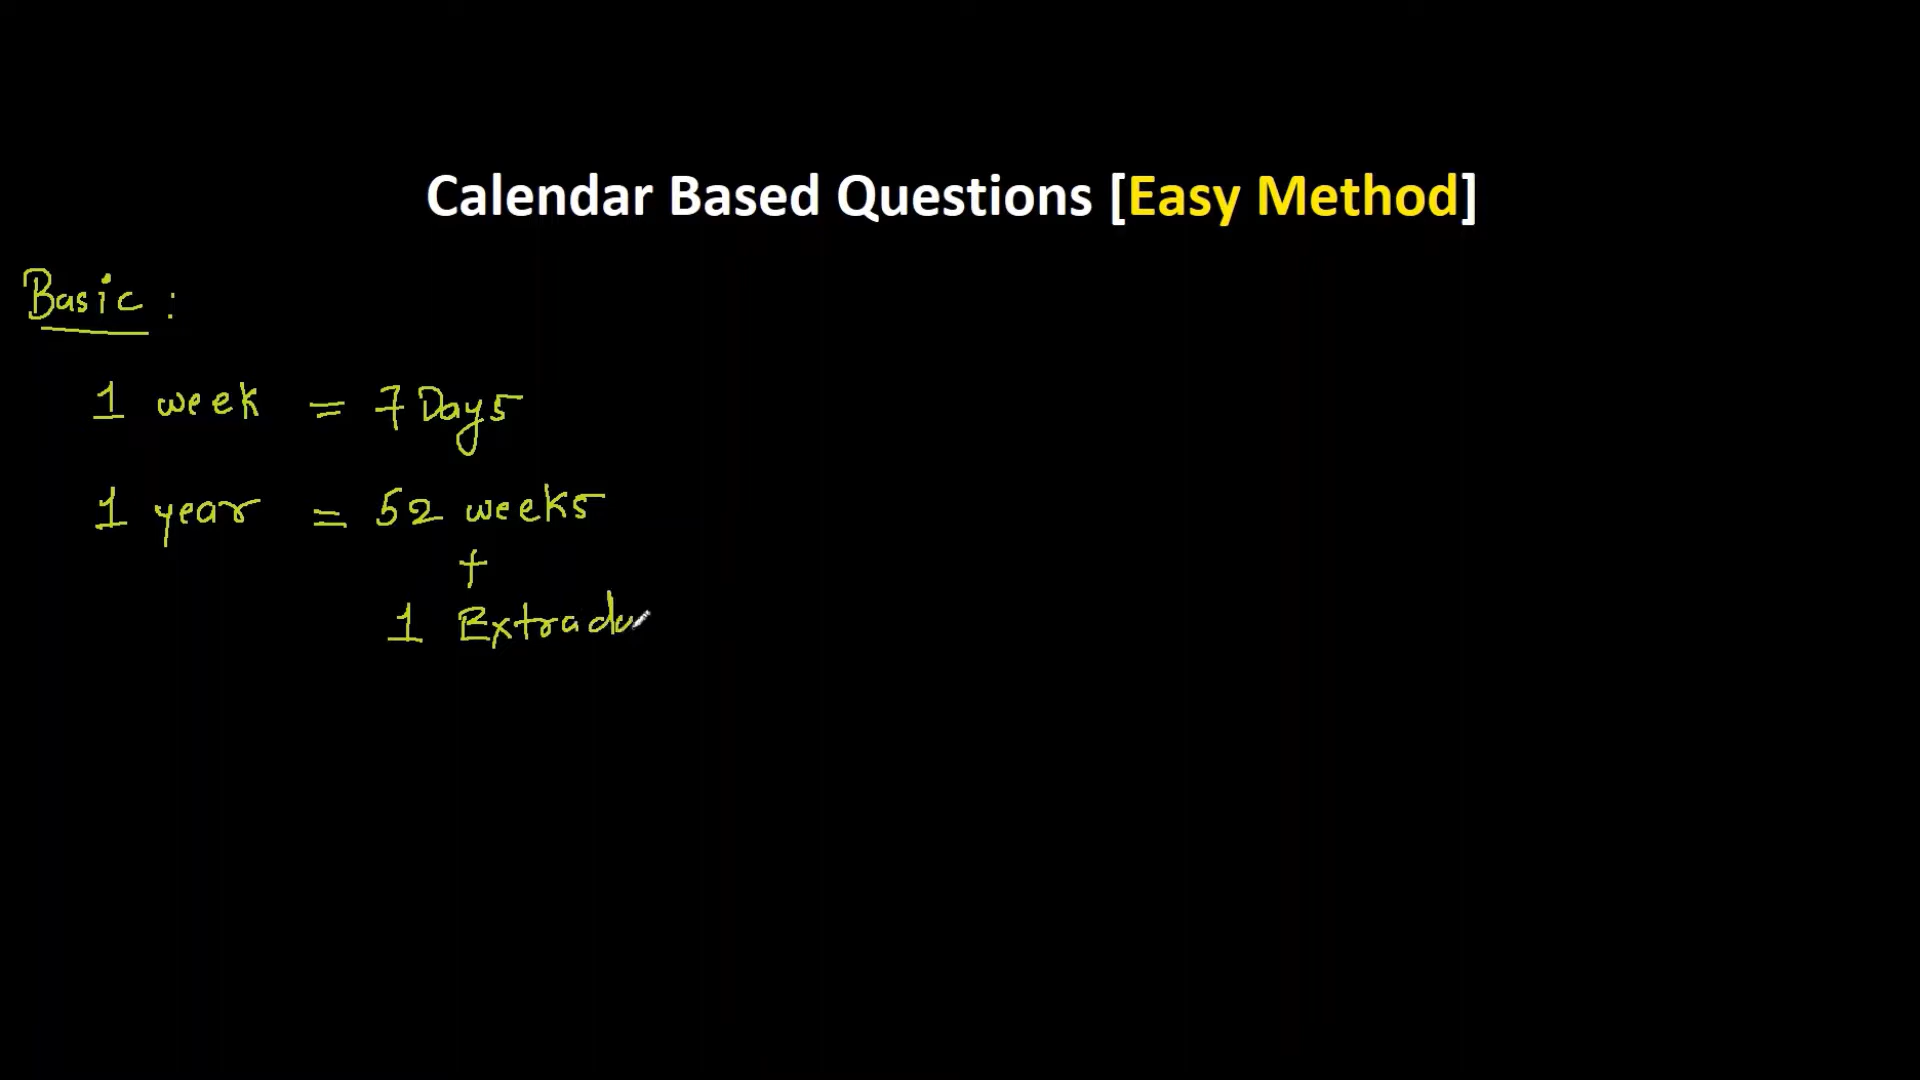 Calendar Based Questions [Easy Method]
Basic :
1 week = 7 Days
1 year = 52 weeks
+
1 Extra